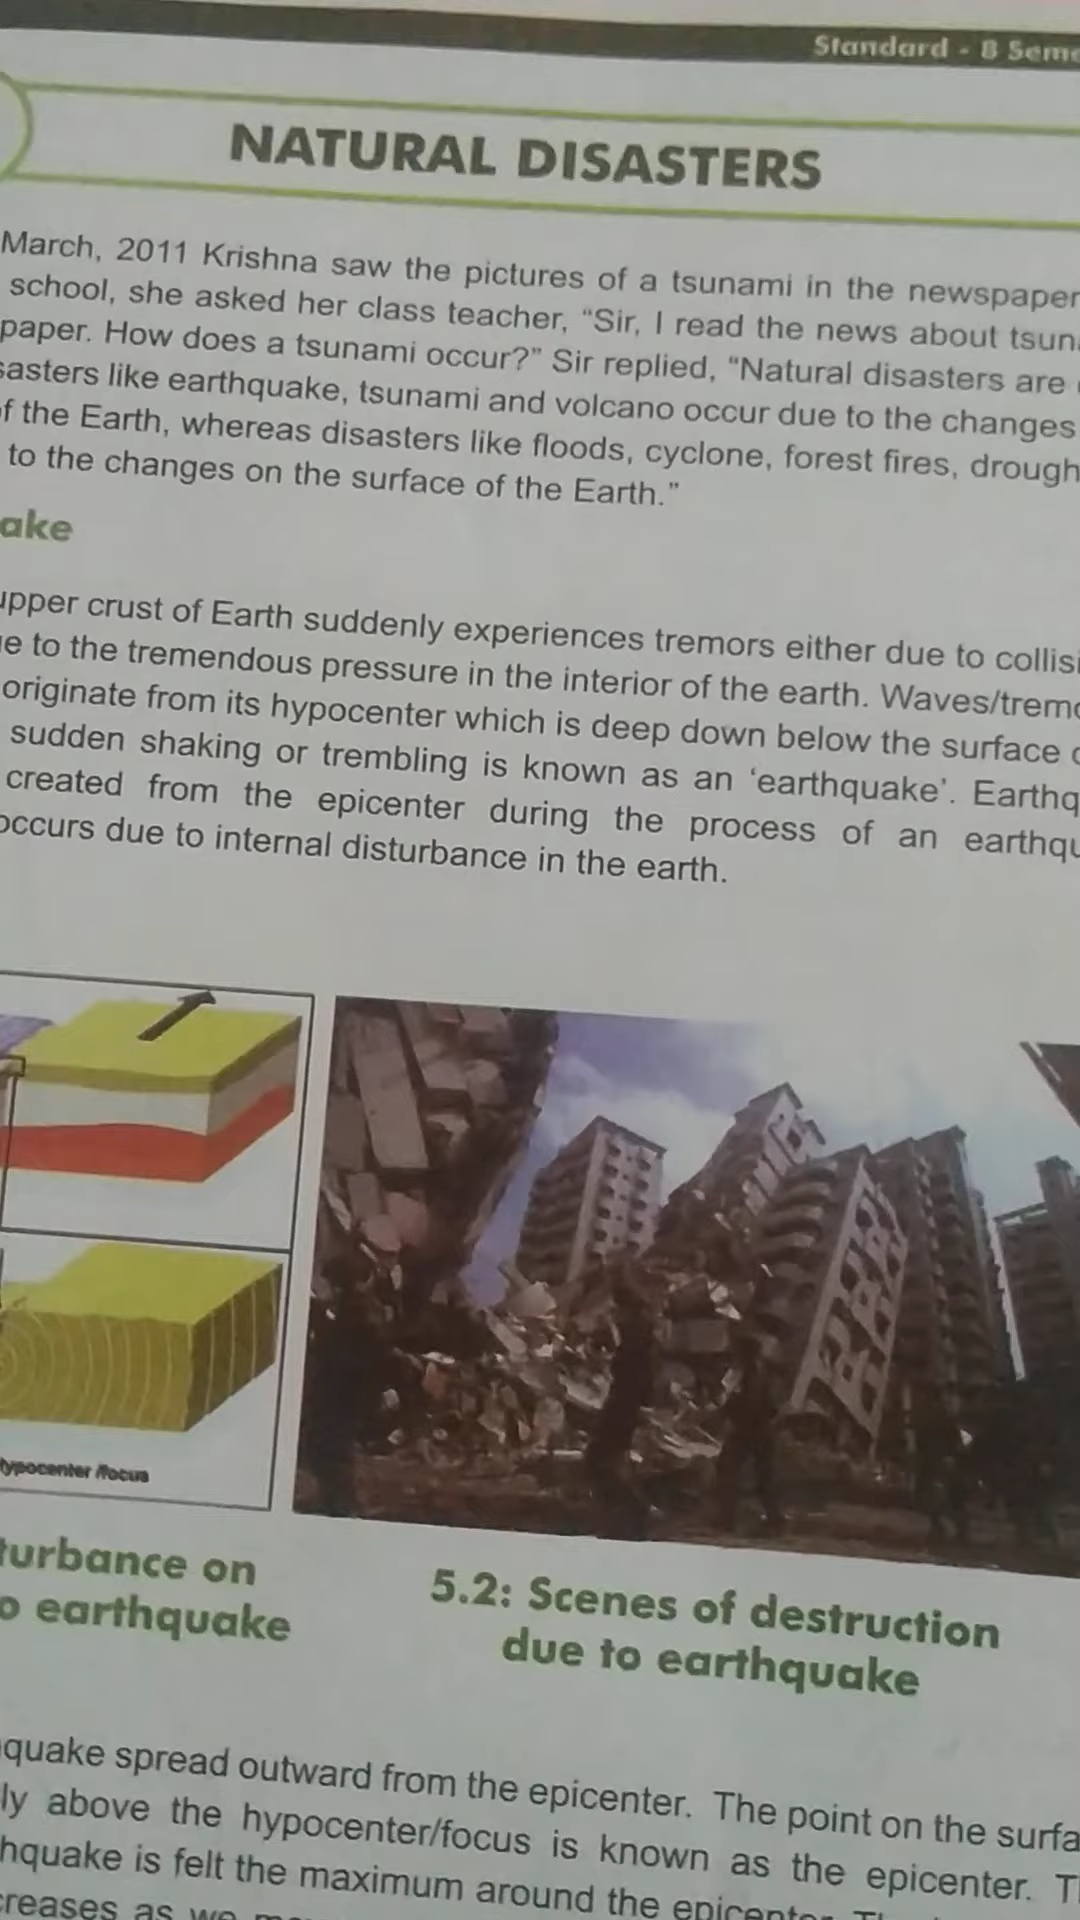 Standard - 8 Seme
NATURAL DISASTERS
March, 2011 Krishna saw the pictures of a tsunami in the newspaper
school, she asked her class teacher, “Sir, I read the news about tsun
paper. How does a tsunami occur?” Sir replied, “Natural disasters are
sasters like earthquake, tsunami and volcano occur due to the changes
f the Earth, whereas disasters like floods, cyclone, forest fires, drough
to the changes on the surface of the Earth.”
ake
upper crust of Earth suddenly experiences tremors either due to collisi
e to the tremendous pressure in the interior of the earth. Waves/tremo
originate from its hypocenter which is deep down below the surface
sudden shaking or trembling is known as an ‘earthquake’. Earthq
created from the epicenter during the process of an earthqu
occurs due to internal disturbance in the earth.
hypocenter /focus
turbance on
o earthquake
5.2: Scenes of destruction
due to earthquake
quake spread outward from the epicenter. The point on the surfa
ly above the hypocenter/focus is known as the epicenter. T
hquake is felt the maximum around the epicenter.
creases as we